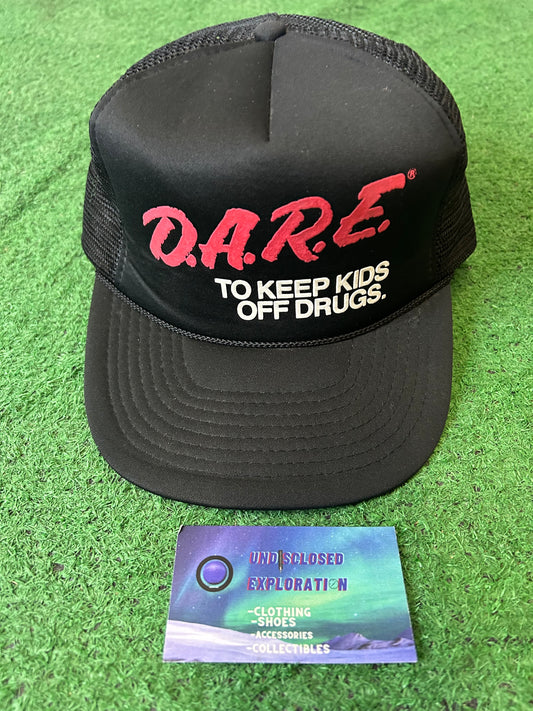 D.A.R.E.®
TO KEEP KIDS
OFF DRUGS.
UNDISCLOSED
EXPLORATION
-CLOTHING
-SHOES
-ACCESSORIES
-COLLECTIBLES